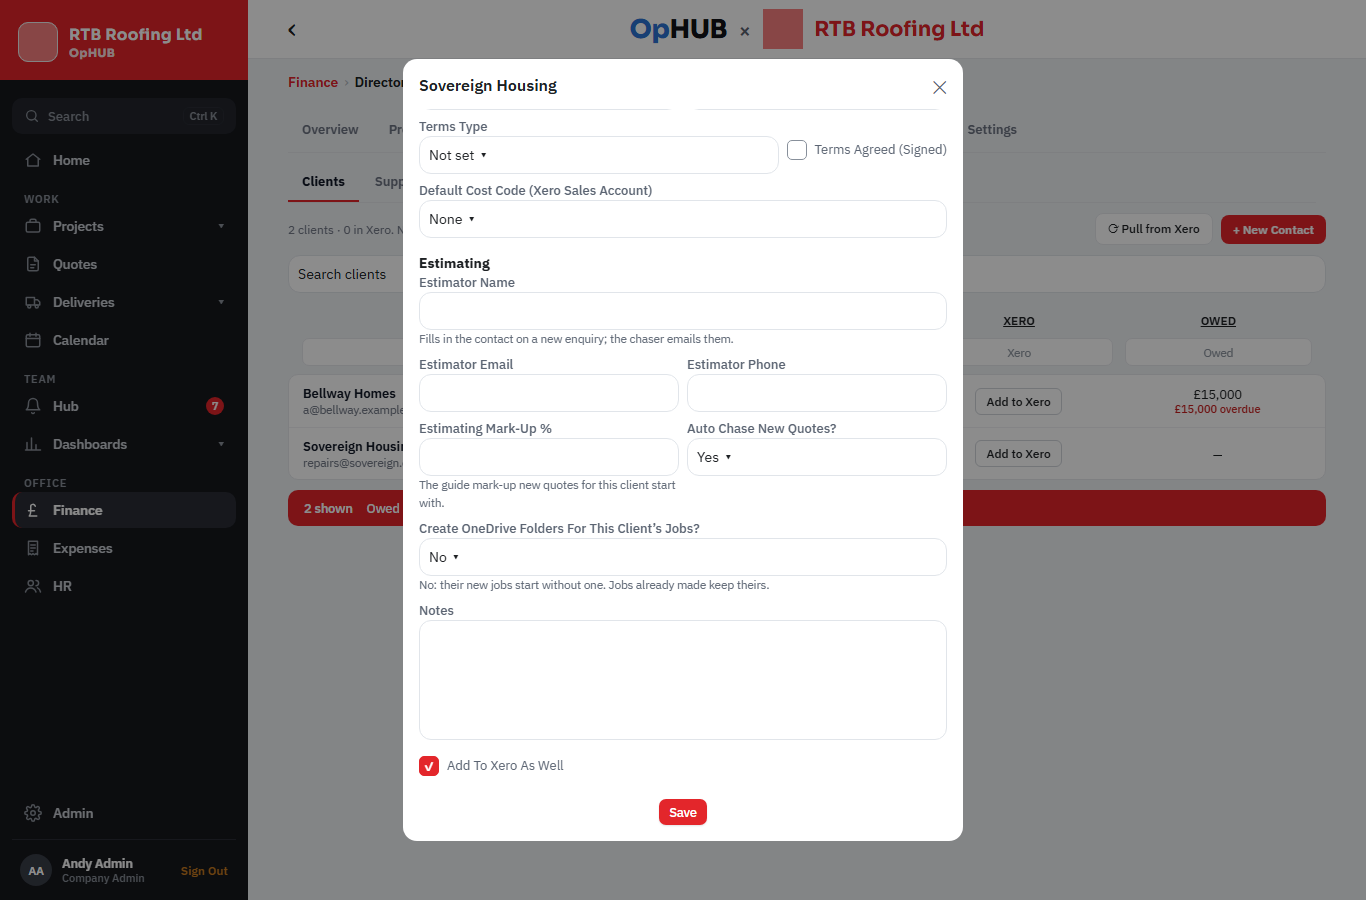 RTB Roofing Ltd
OpHUB
Search
Ctrl K
Home
WORK
Projects
Quotes
Deliveries
Calendar
TEAM
Hub
7
Dashboards
OFFICE
Finance
Expenses
HR
Admin
AA
Andy Admin
Company Admin
Sign Out
OpHUB × RTB Roofing Ltd
Finance › Director
Overview
Settings
Clients
Supp
2 clients · 0 in Xero. N
Pull from Xero
+ New Contact
Search clients
XERO
OWED
Xero
Owed
Bellway Homes
a@bellway.example
Add to Xero
£15,000
£15,000 overdue
Sovereign Housin
repairs@sovereign.
Add to Xero
—
2 shown
Owed
Sovereign Housing
Terms Type
Not set
Terms Agreed (Signed)
Default Cost Code (Xero Sales Account)
None
Estimating
Estimator Name
Fills in the contact on a new enquiry; the chaser emails them.
Estimator Email
Estimator Phone
Estimating Mark-Up %
Auto Chase New Quotes?
Yes
The guide mark-up new quotes for this client start
with.
Create OneDrive Folders For This Client's Jobs?
No
No: their new jobs start without one. Jobs already made keep theirs.
Notes
Add To Xero As Well
Save